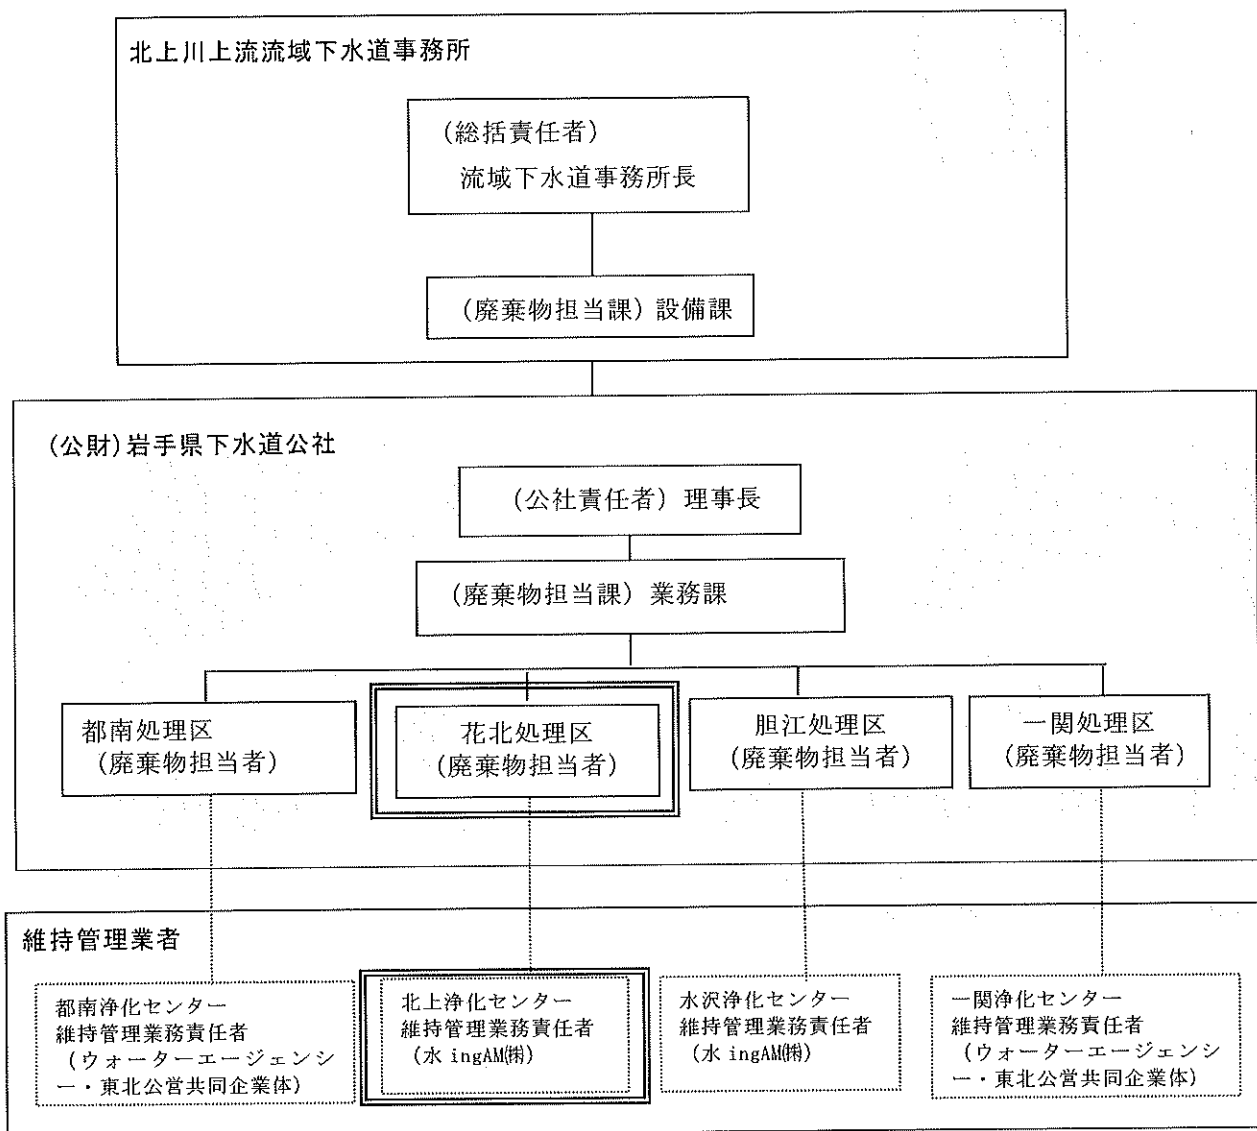 北上川上流流域下水道事務所
(総括責任者)
流域下水道事務所長
(廃棄物担当課)設備課
(公財)岩手県下水道公社
(公社責任者)理事長
(廃棄物担当課)業務課
都南処理区
(廃棄物担当者)
花北処理区
(廃棄物担当者)
胆江処理区
(廃棄物担当者)
一関処理区
(廃棄物担当者)
維持管理業者
都南浄化センター
維持管理業務責任者
(ウォーターエージェンシ
ー・東北公営共同企業体)
北上浄化センター
維持管理業務責任者
(水ingAM㈱)
水沢浄化センター
維持管理業務責任者
(水ingAM㈱)
一関浄化センター
維持管理業務責任者
(ウォーターエージェンシ
ー・東北公営共同企業体)